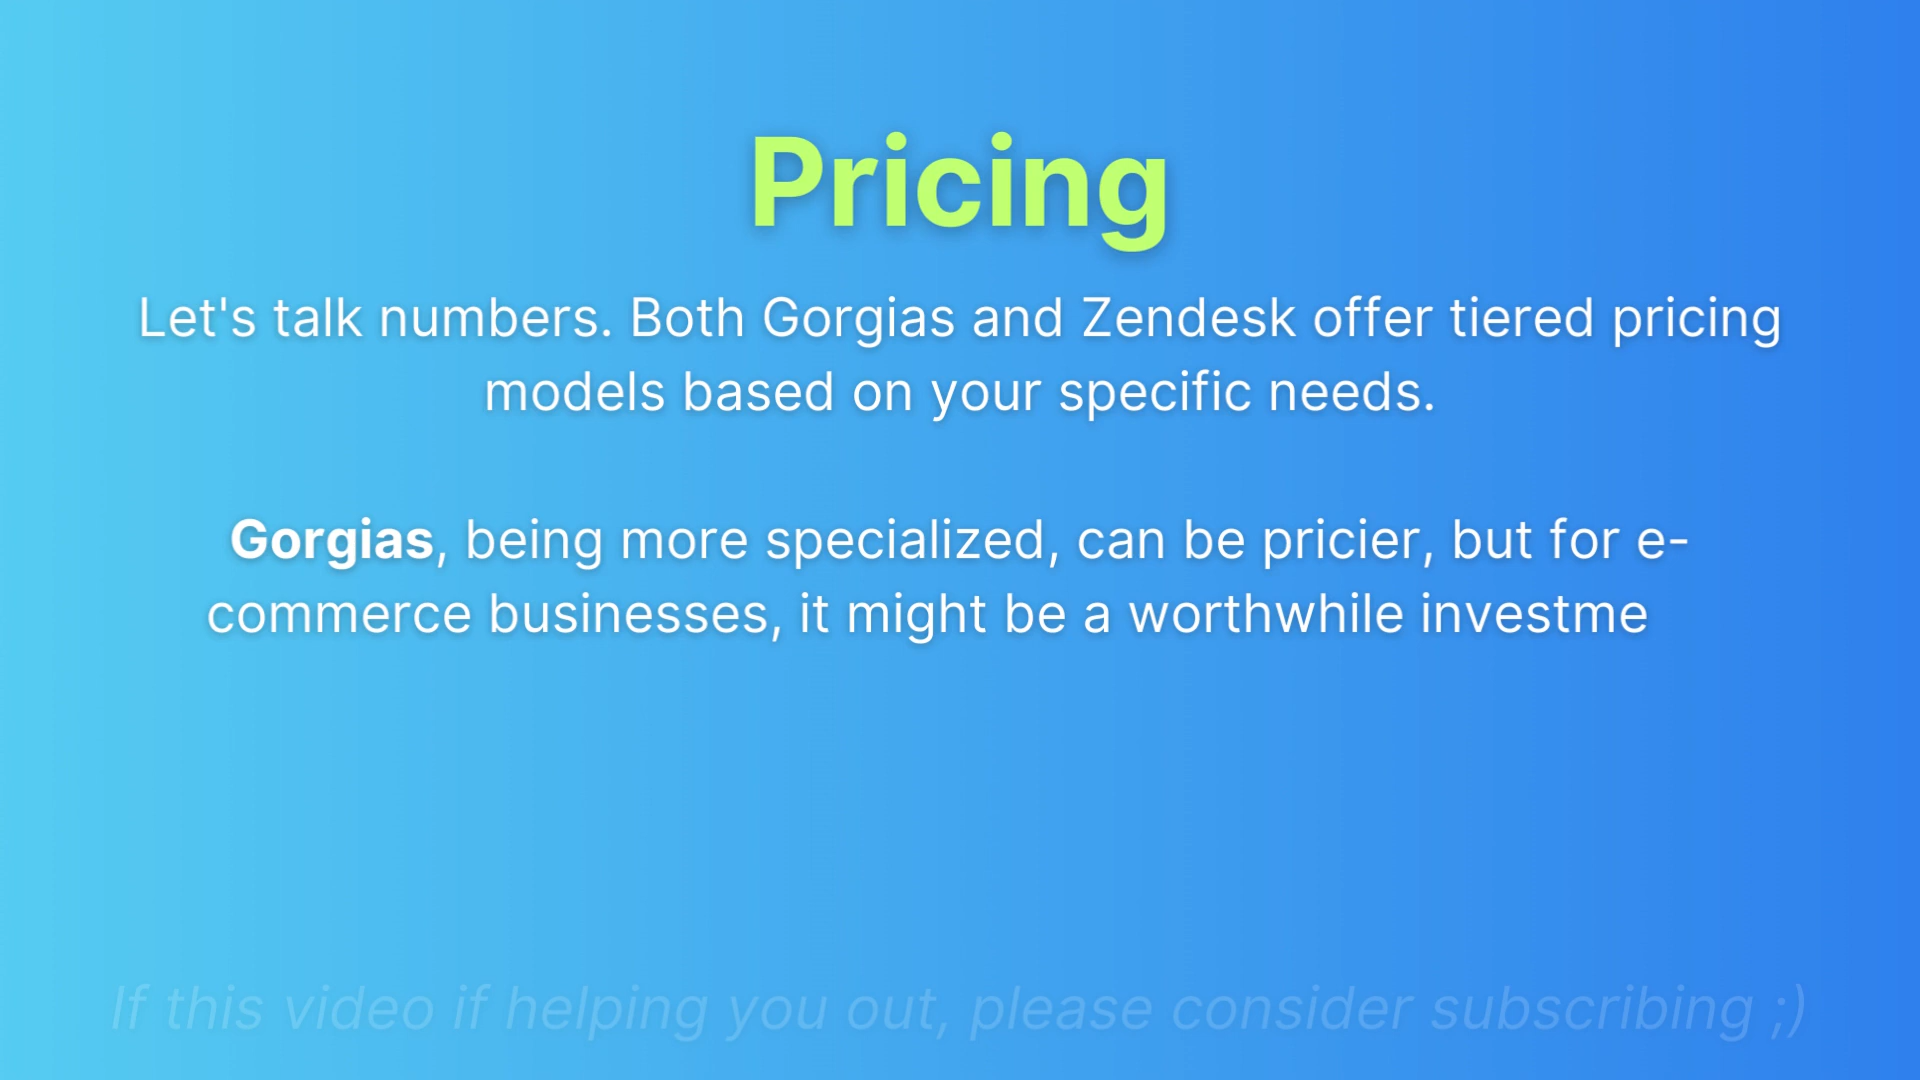 Pricing
Let's talk numbers. Both Gorgias and Zendesk offer tiered pricing
models based on your specific needs.
Gorgias, being more specialized, can be pricier, but for e-
commerce businesses, it might be a worthwhile investme
If this video if helping you out, please consider subscribing ;)